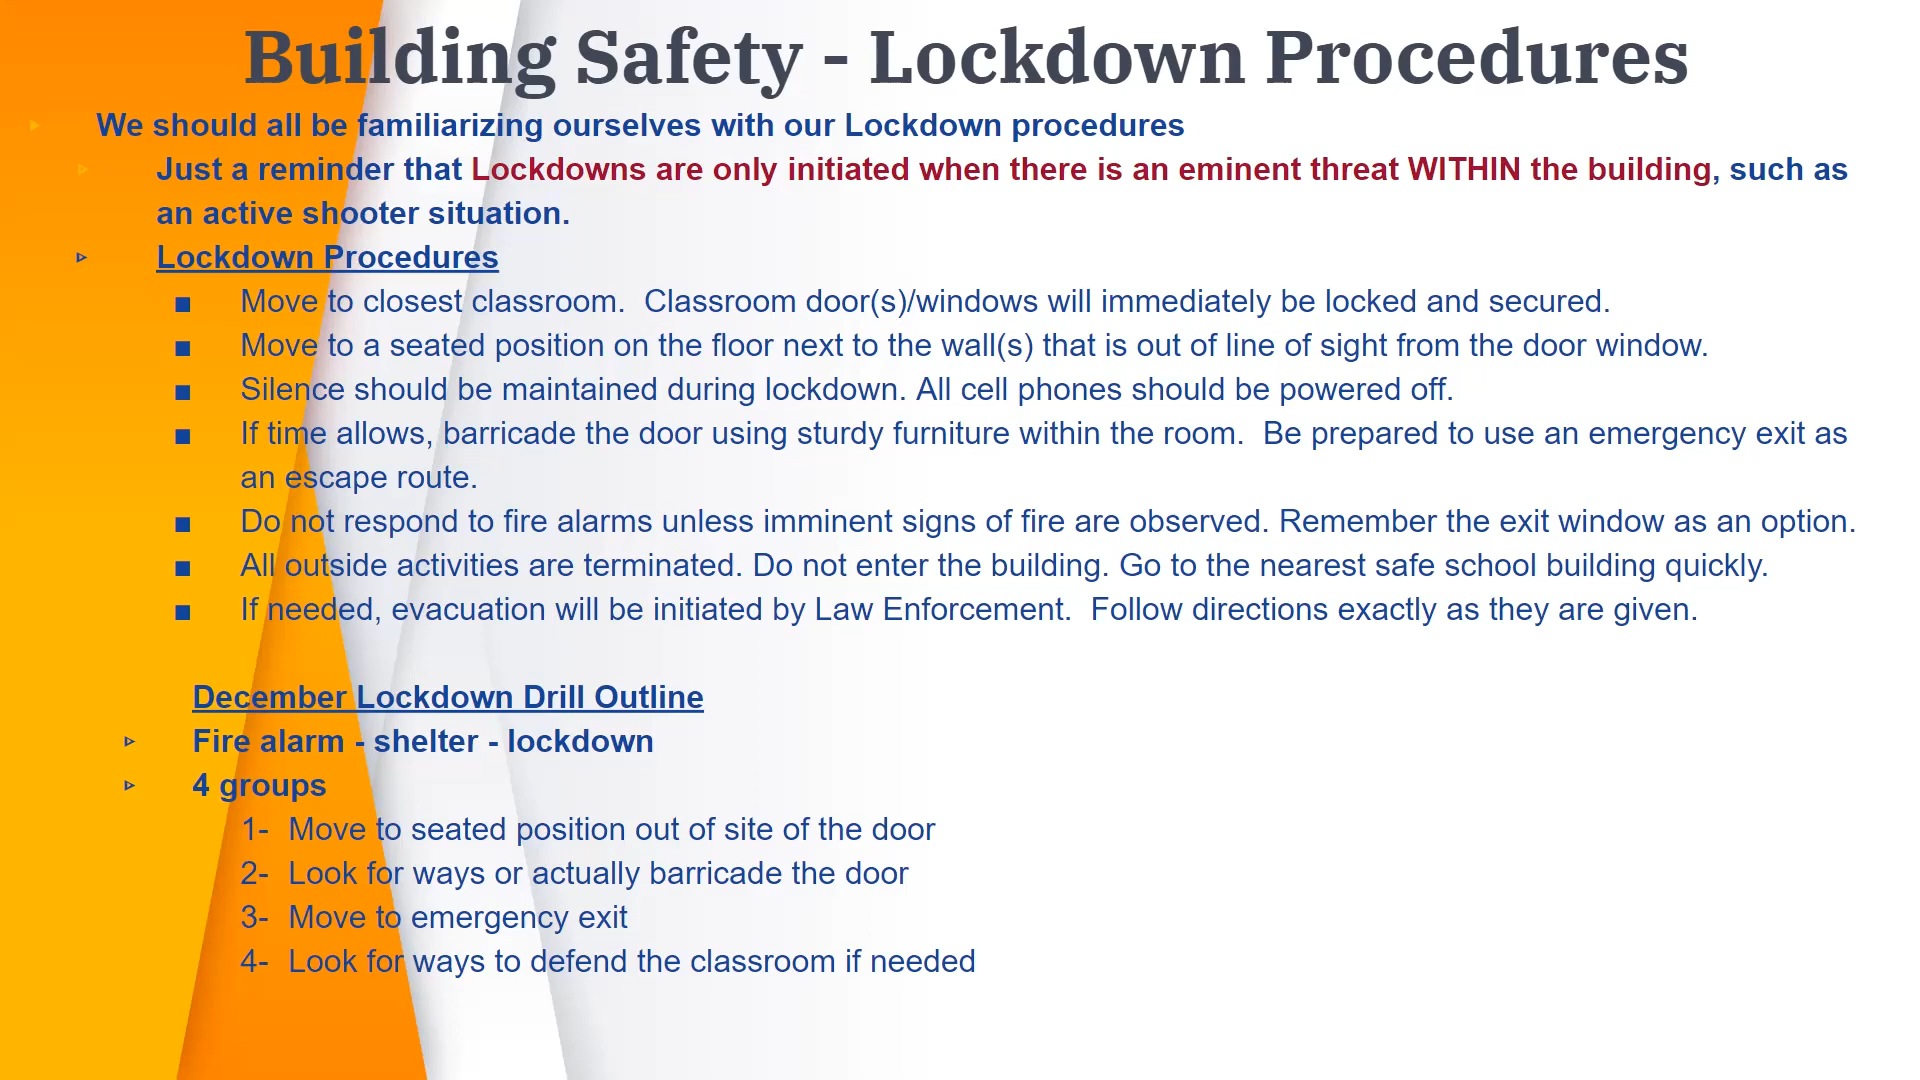 Building Safety - Lockdown Procedures
We should all be familiarizing ourselves with our Lockdown procedures
Just a reminder that Lockdowns are only initiated when there is an eminent threat WITHIN the building, such as
an active shooter situation.
Lockdown Procedures
Move to closest classroom.  Classroom door(s)/windows will immediately be locked and secured.
Move to a seated position on the floor next to the wall(s) that is out of line of sight from the door window.
Silence should be maintained during lockdown. All cell phones should be powered off.
If time allows, barricade the door using sturdy furniture within the room.  Be prepared to use an emergency exit as
an escape route.
Do not respond to fire alarms unless imminent signs of fire are observed. Remember the exit window as an option.
All outside activities are terminated. Do not enter the building. Go to the nearest safe school building quickly.
If needed, evacuation will be initiated by Law Enforcement.  Follow directions exactly as they are given.
December Lockdown Drill Outline
Fire alarm - shelter - lockdown
4 groups
1- Move to seated position out of site of the door
2- Look for ways or actually barricade the door
3- Move to emergency exit
4- Look for ways to defend the classroom if needed